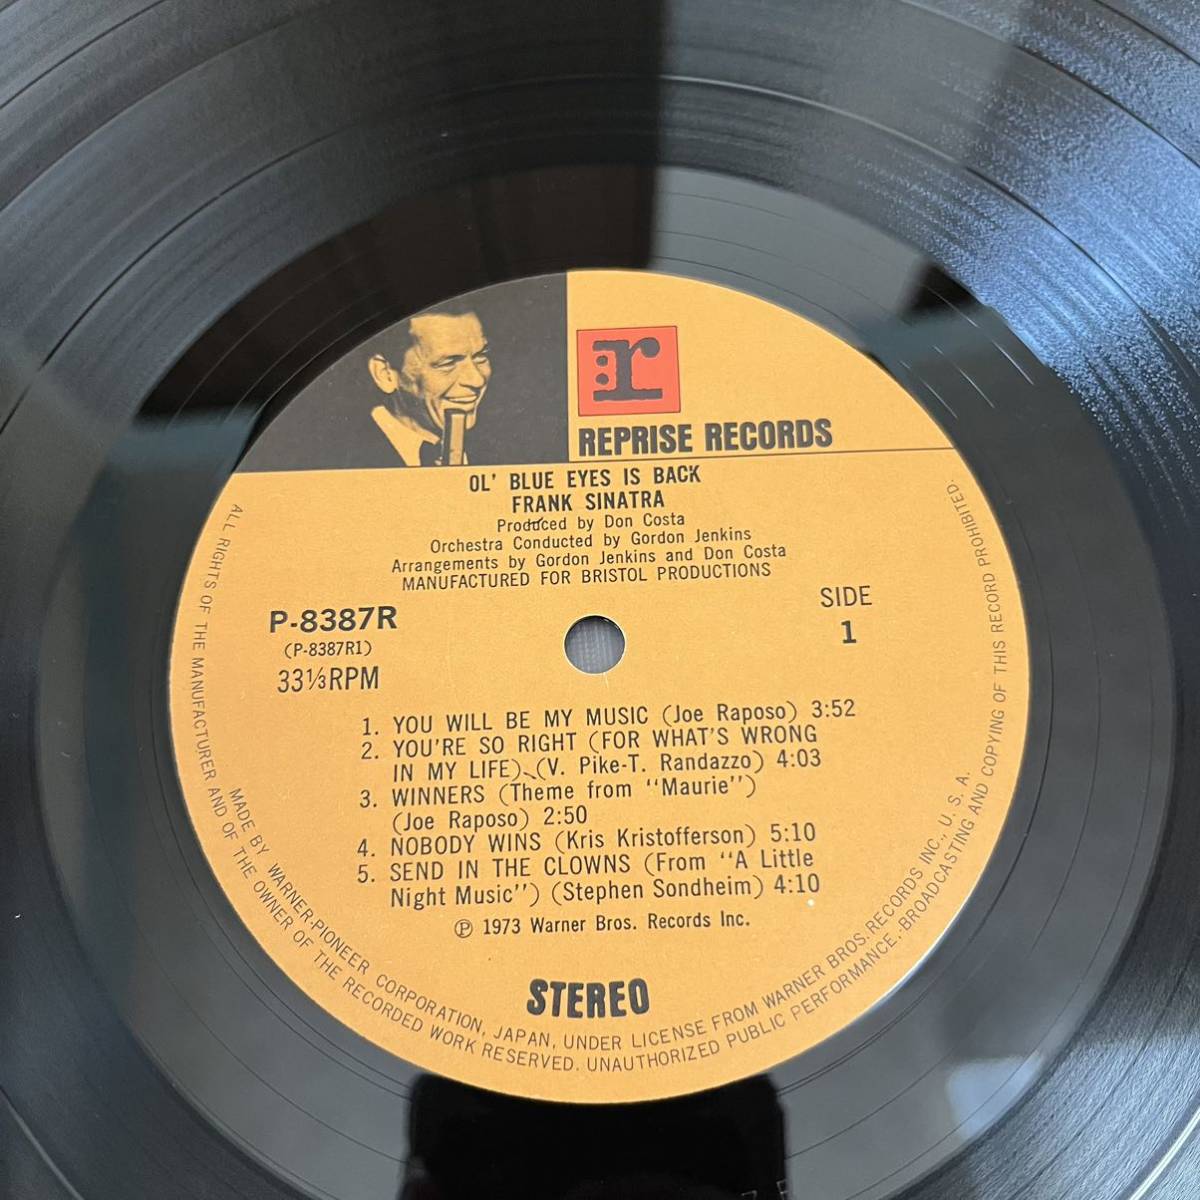 r
REPRISE RECORDS
OL' BLUE EYES IS BACK
FRANK SINATRA
Produced by Don Costa
Orchestra Conducted by Gordon Jenkins
Arrangements by Gordon Jenkins and Don Costa
MANUFACTURED FOR BRISTOL PRODUCTIONS
P-8387R
(P-8387R1)
33⅓RPM
SIDE
1
1. YOU WILL BE MY MUSIC (Joe Raposo) 3:52
2. YOU'RE SO RIGHT (FOR WHAT'S WRONG
IN MY LIFE) (V. Pike-T. Randazzo) 4:03
3. WINNERS (Theme from "Maurie")
(Joe Raposo) 2:50
4. NOBODY WINS (Kris Kristofferson) 5:10
5. SEND IN THE CLOWNS (From "A Little
Night Music") (Stephen Sondheim) 4:10
Ⓟ 1973 Warner Bros. Records Inc.
STEREO
MADE BY WARNER-PIONEER CORPORATION, JAPAN, UNDER LICENSE FROM WARNER BROS. RECORDS INC., U. S. A.
ALL RIGHTS OF THE MANUFACTURER AND OF THE OWNER OF THE RECORDED WORK RESERVED. UNAUTHORIZED PUBLIC PERFORMANCE, BROADCASTING AND COPYING OF THIS RECORD PROHIBITED.